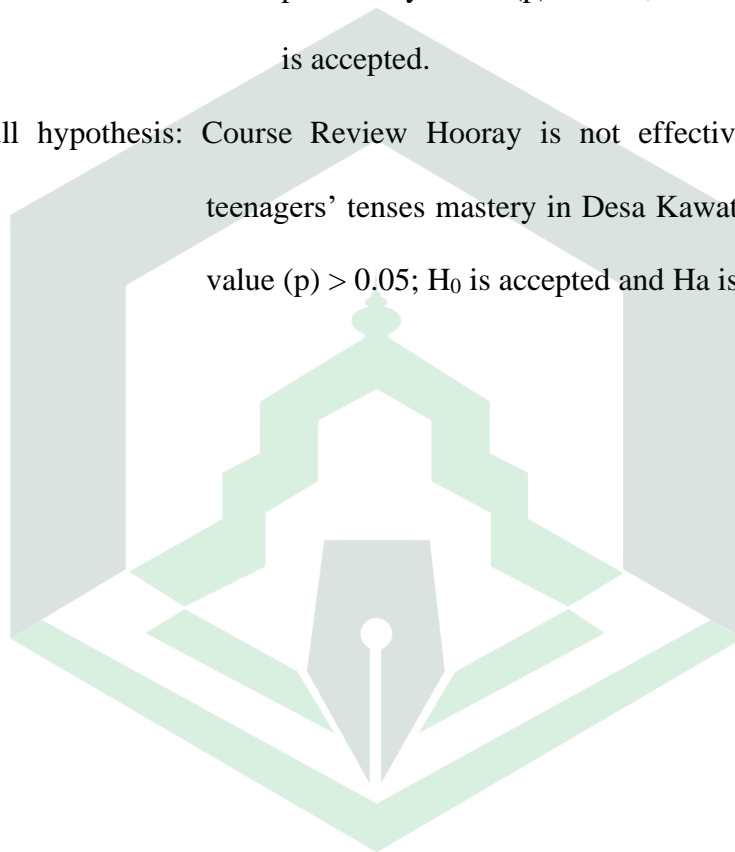 is accepted.
ll hypothesis: Course Review Hooray is not effectiv
teenagers' tenses mastery in Desa Kawat
value (p) > 0.05; H₀ is accepted and Ha is